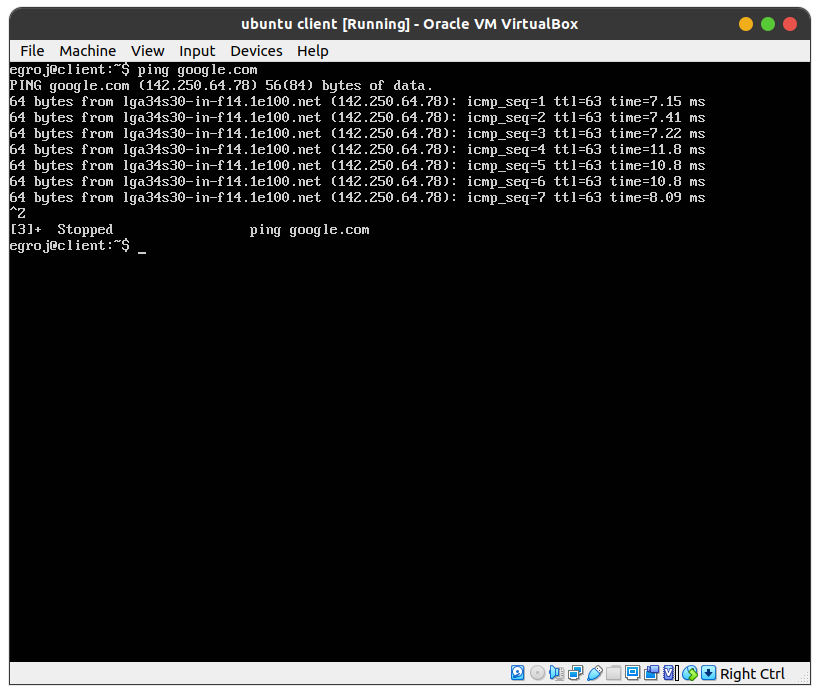 ubuntu client [Running] - Oracle VM VirtualBox
File Machine View Input Devices Help
egroj@client:~$ ping google.com
PING google.com (142.250.64.78) 56(84) bytes of data.
64 bytes from lga34s30-in-f14.1e100.net (142.250.64.78): icmp_seq=1 ttl=63 time=7.15 ms
64 bytes from lga34s30-in-f14.1e100.net (142.250.64.78): icmp_seq=2 ttl=63 time=7.41 ms
64 bytes from lga34s30-in-f14.1e100.net (142.250.64.78): icmp_seq=3 ttl=63 time=7.22 ms
64 bytes from lga34s30-in-f14.1e100.net (142.250.64.78): icmp_seq=4 ttl=63 time=11.8 ms
64 bytes from lga34s30-in-f14.1e100.net (142.250.64.78): icmp_seq=5 ttl=63 time=10.8 ms
64 bytes from lga34s30-in-f14.1e100.net (142.250.64.78): icmp_seq=6 ttl=63 time=10.8 ms
64 bytes from lga34s30-in-f14.1e100.net (142.250.64.78): icmp_seq=7 ttl=63 time=8.09 ms
^Z
[3]+  Stopped                 ping google.com
egroj@client:~$ _
Right Ctrl